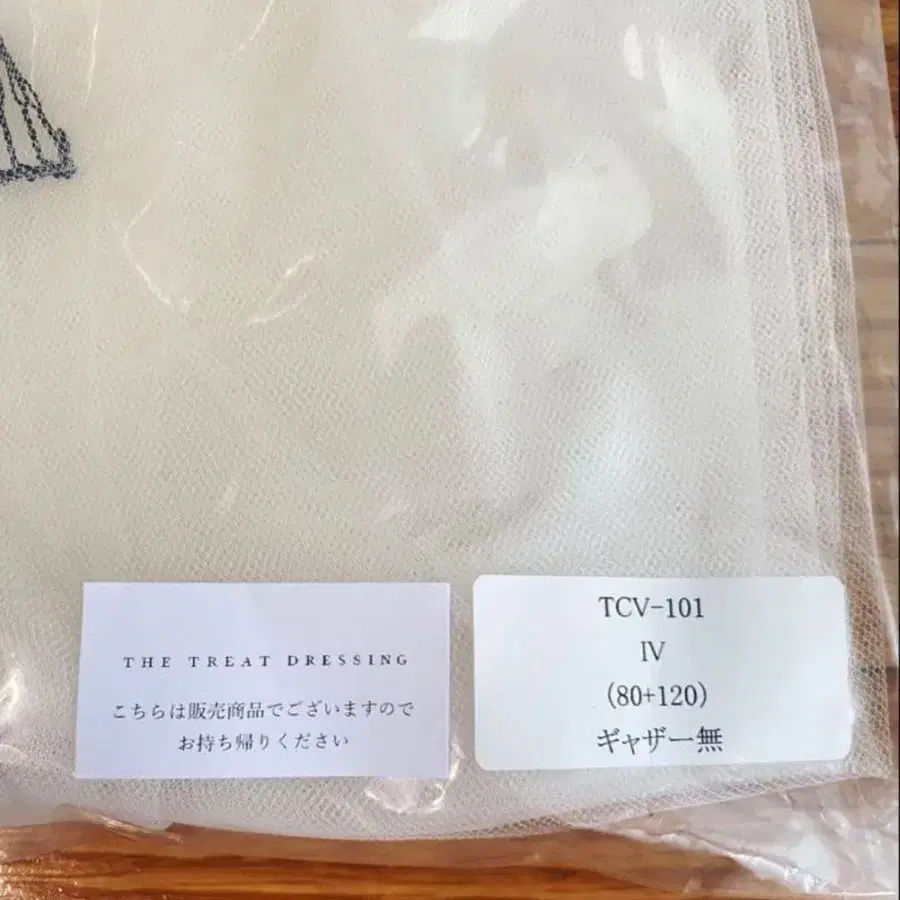 THE TREAT DRESSING
こちらは販売商品でございますので
お持ち帰りください
TCV-101
IV
(80+120)
ギャザー無